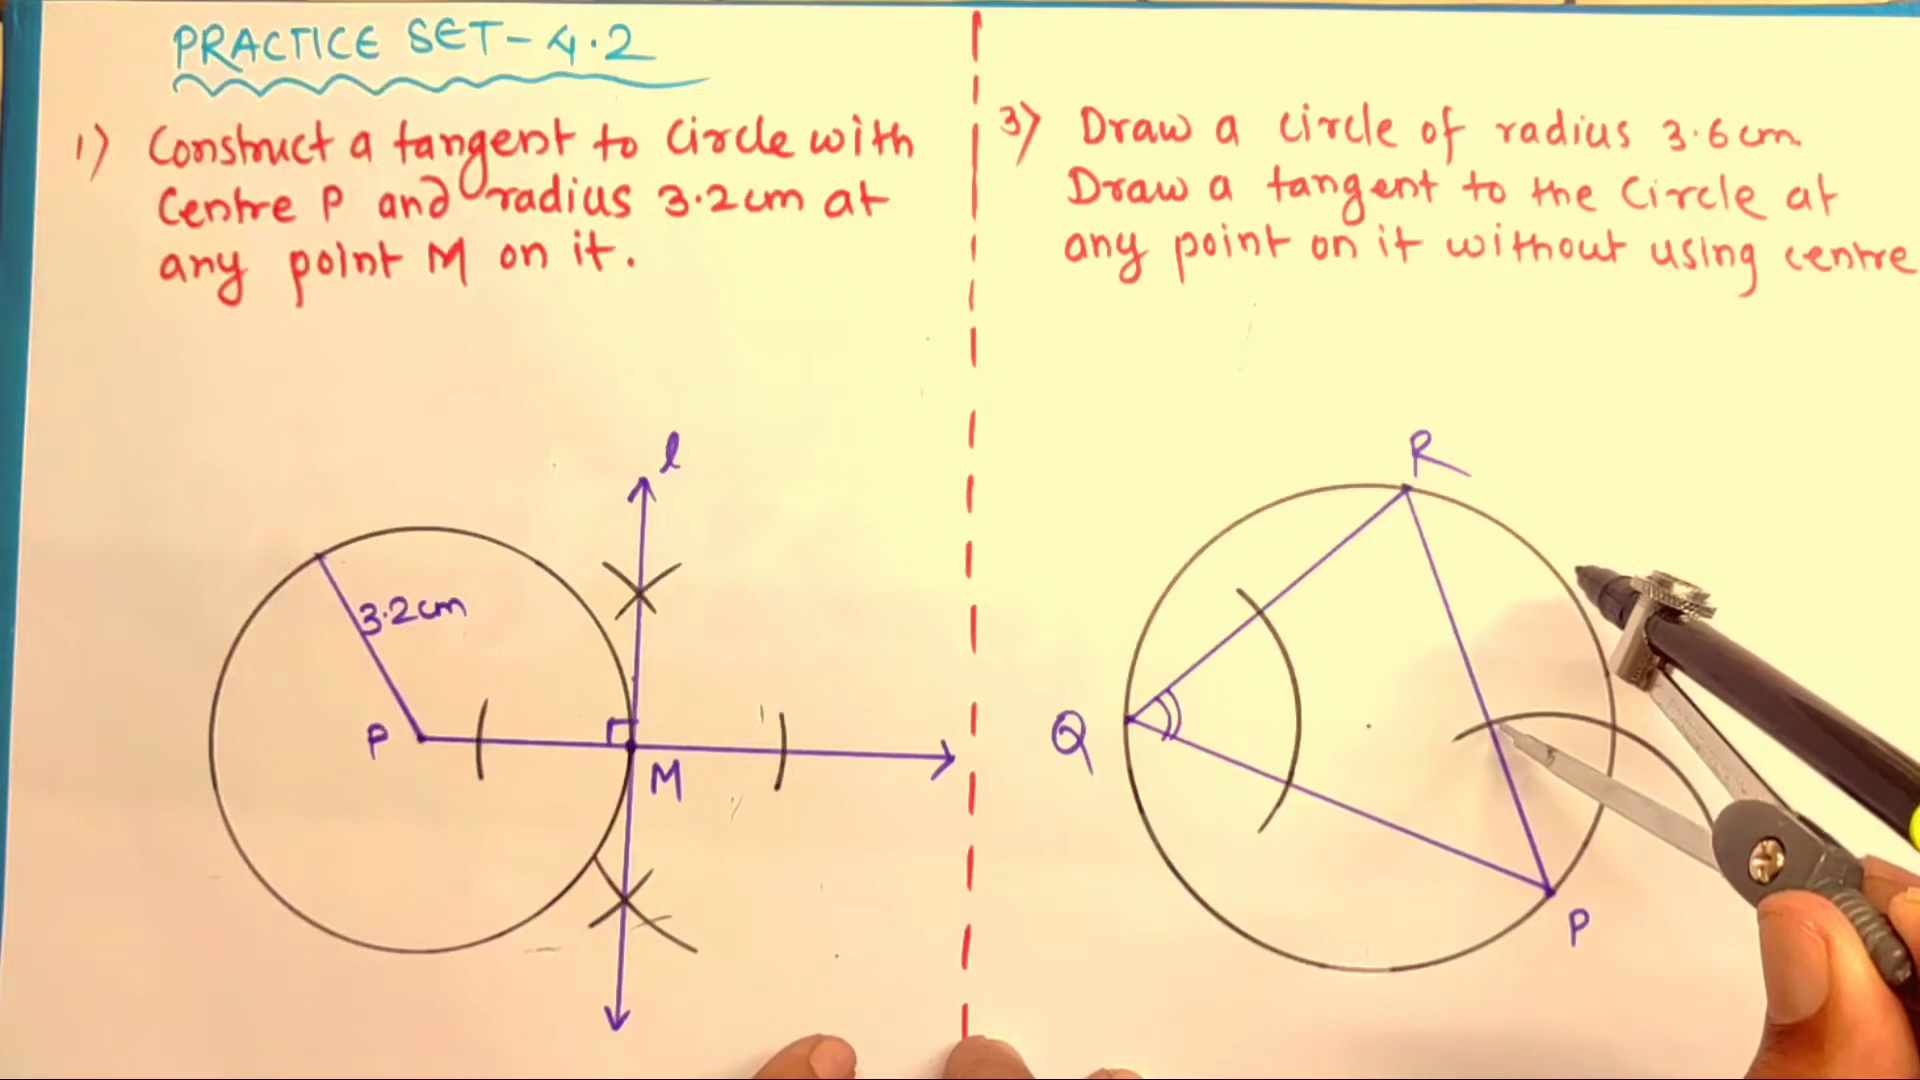 PRACTICE SET-4.2
1) Construct a tangent to Circle with
Centre P and radius 3.2cm at
any point M on it.
l
3.2cm
P
M
3) Draw a circle of radius 3.6cm.
Draw a tangent to the Circle at
any point on it without using centre
R
Q
P